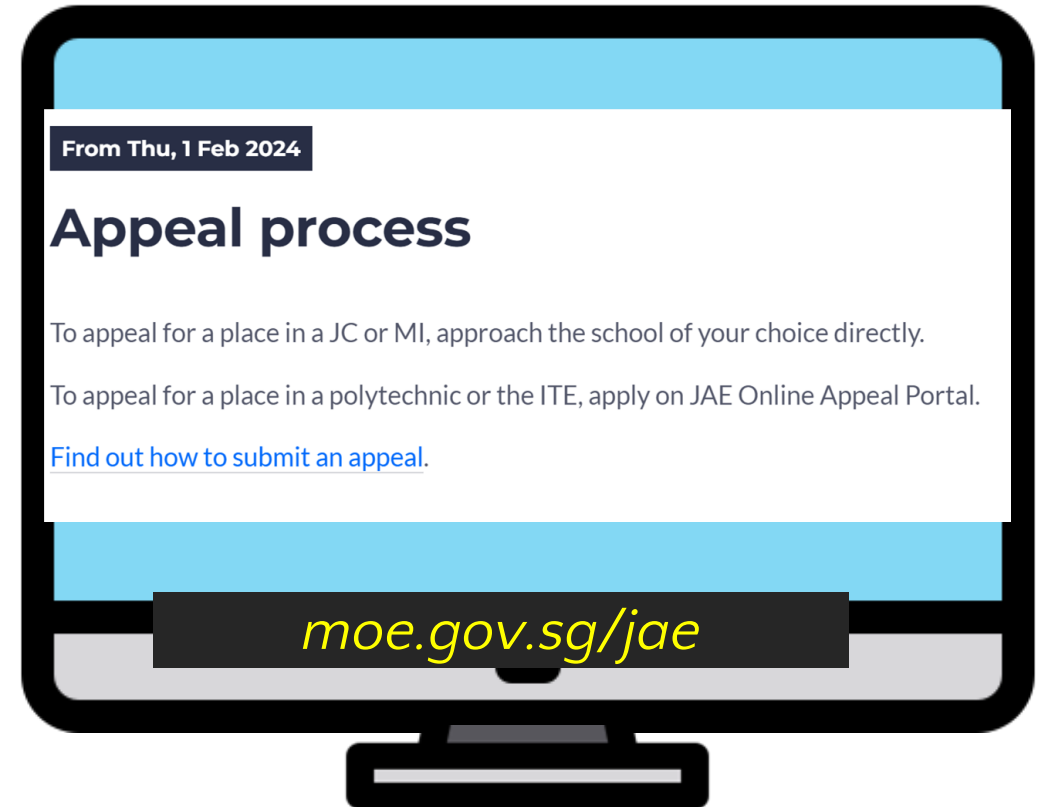 From Thu, 1 Feb 2024
Appeal process
To appeal for a place in a JC or MI, approach the school of your choice directly.
To appeal for a place in a polytechnic or the ITE, apply on JAE Online Appeal Portal.
Find out how to submit an appeal.
moe.gov.sg/jae